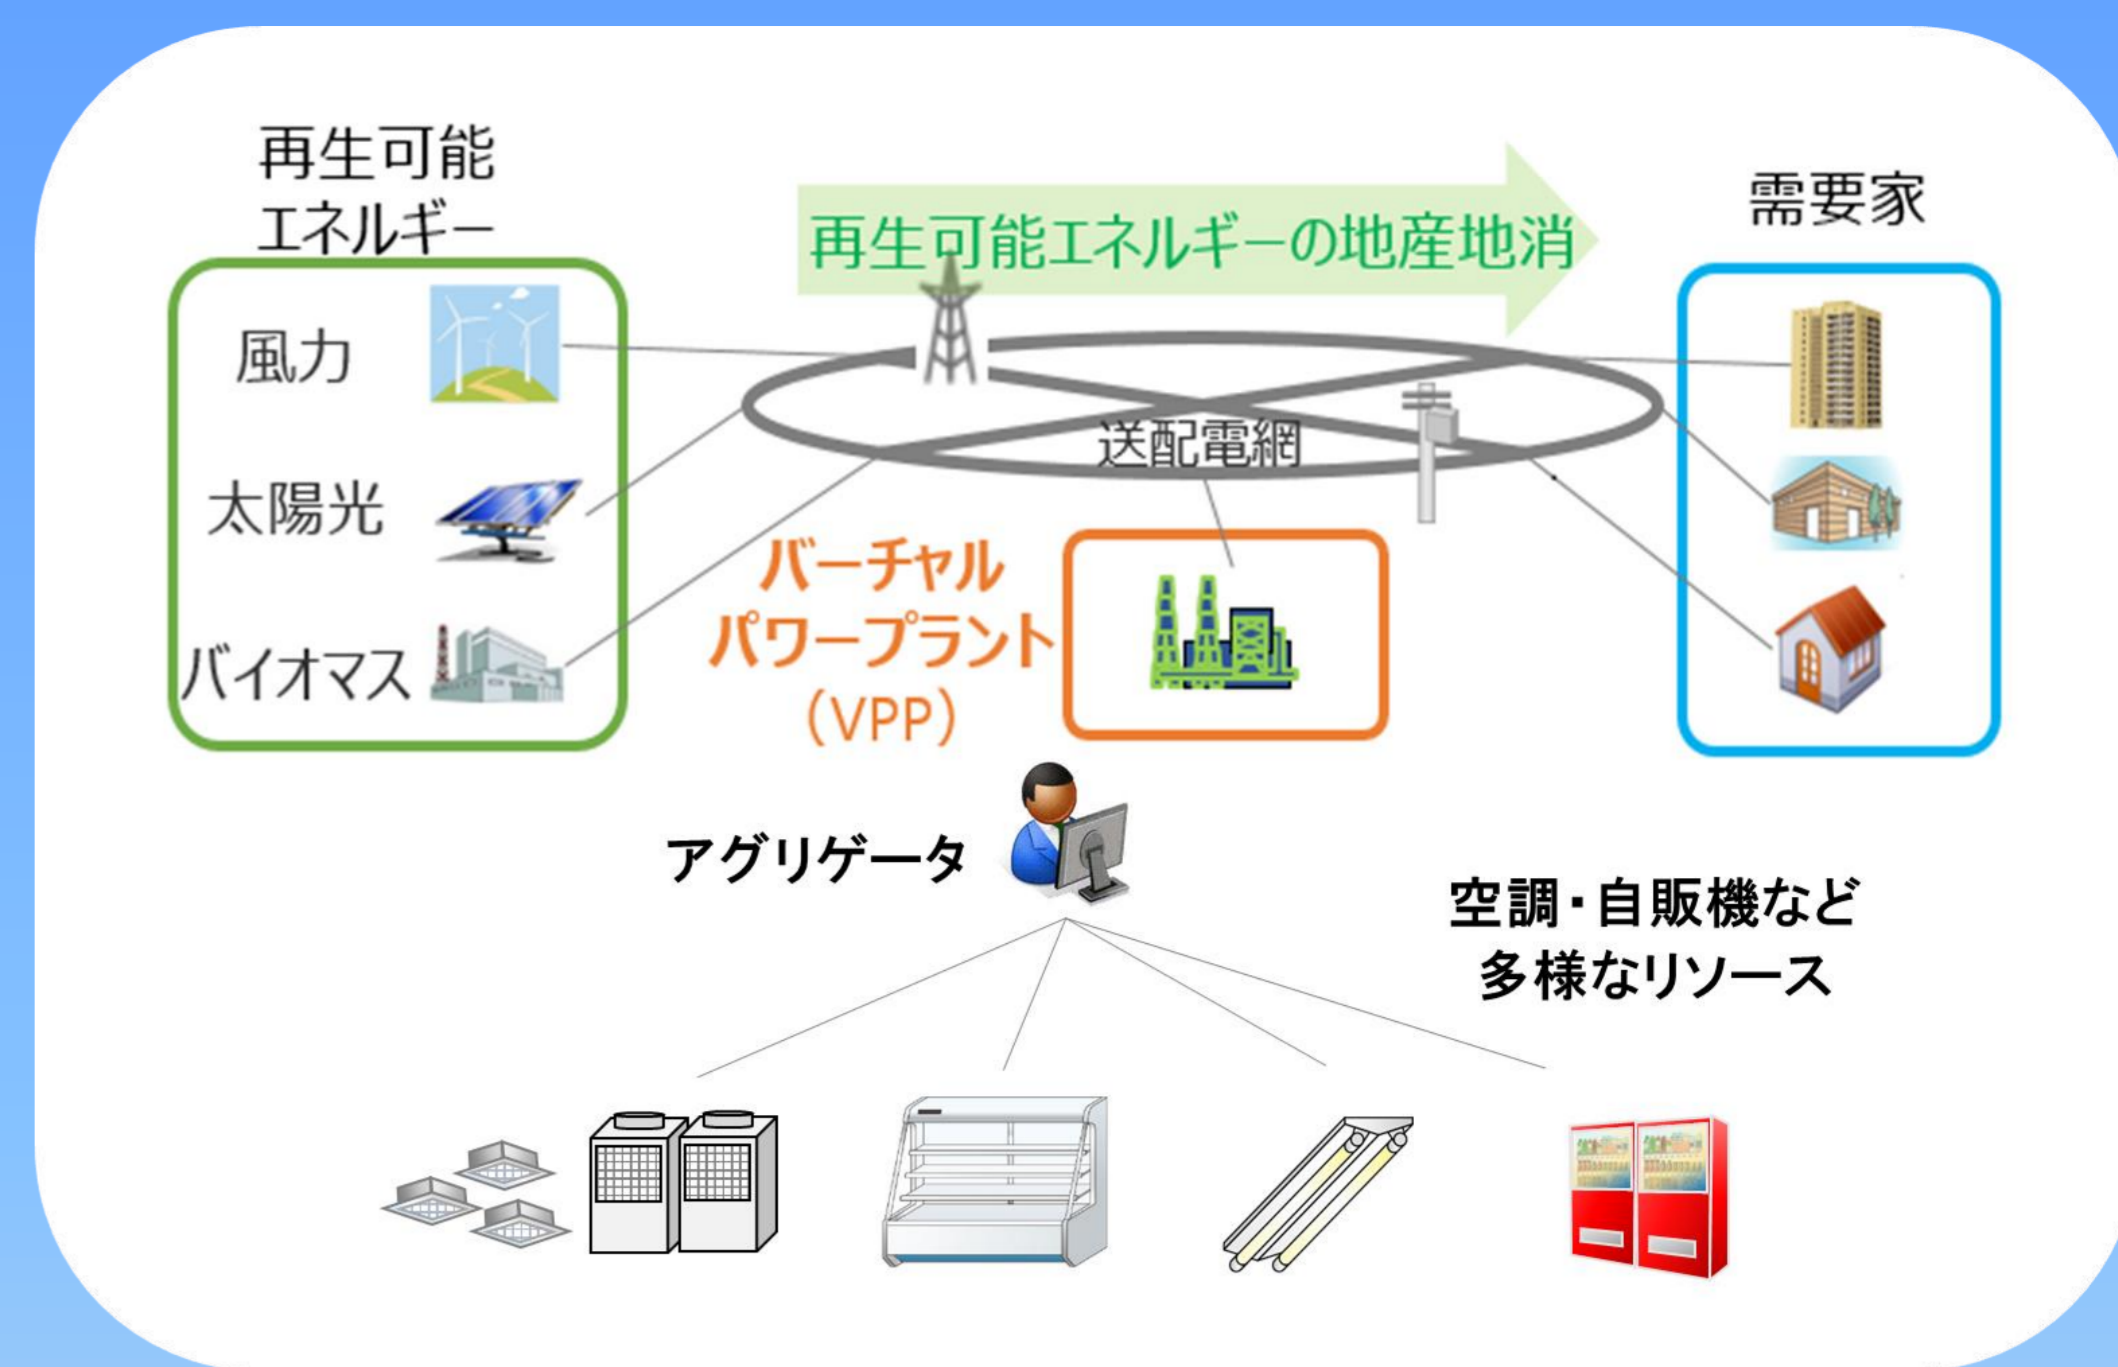 再生可能
エネルギー
再生可能エネルギーの地産地消
需要家
風力
送配電網
太陽光
バーチャル
パワープラント
(VPP)
バイオマス
アグリゲータ
空調・自販機など
多様なリソース